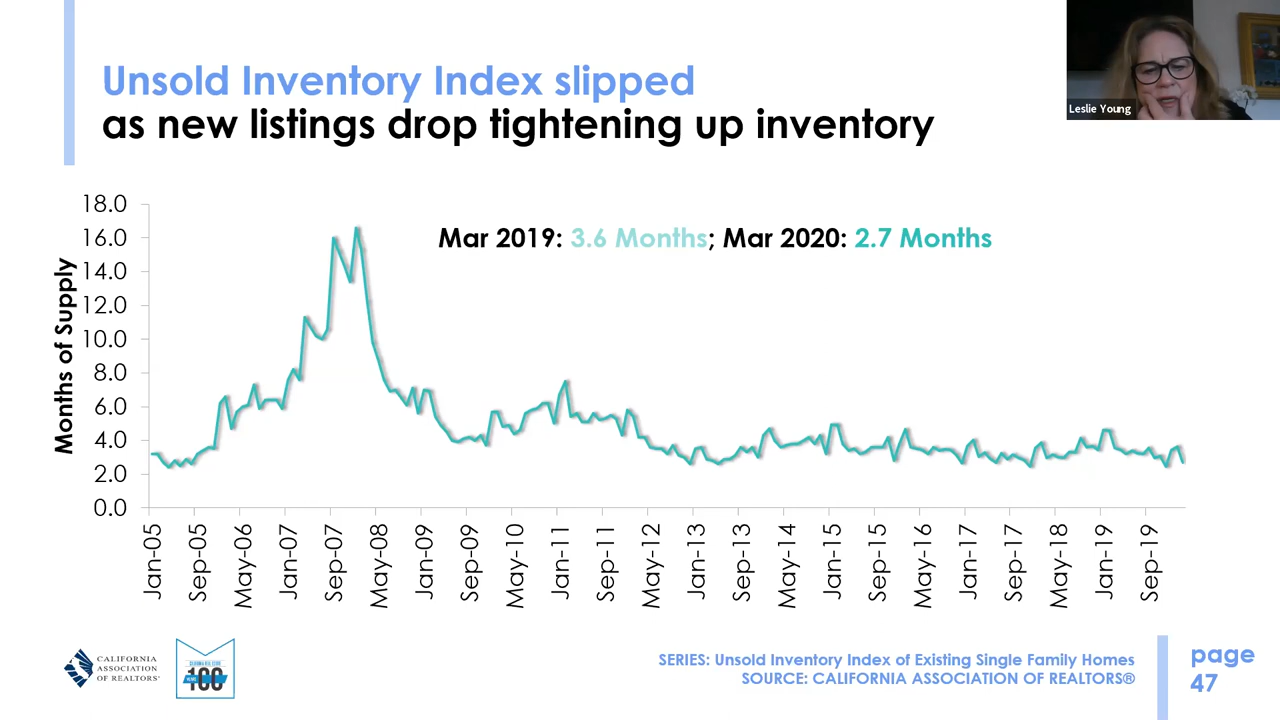 Unsold Inventory Index slipped
as new listings drop tightening up inventory
Leslie Young
Months of Supply
18.0
16.0
14.0
12.0
10.0
8.0
6.0
4.0
2.0
0.0
Mar 2019: 3.6 Months; Mar 2020: 2.7 Months
Jan-05
Sep-05
May-06
Jan-07
Sep-07
May-08
Jan-09
Sep-09
May-10
Jan-11
Sep-11
May-12
Jan-13
Sep-13
May-14
Jan-15
Sep-15
May-16
Jan-17
Sep-17
May-18
Jan-19
Sep-19
CALIFORNIA
ASSOCIATION
OF REALTORS®
100
SERIES: Unsold Inventory Index of Existing Single Family Homes
SOURCE: CALIFORNIA ASSOCIATION OF REALTORS®
page
47